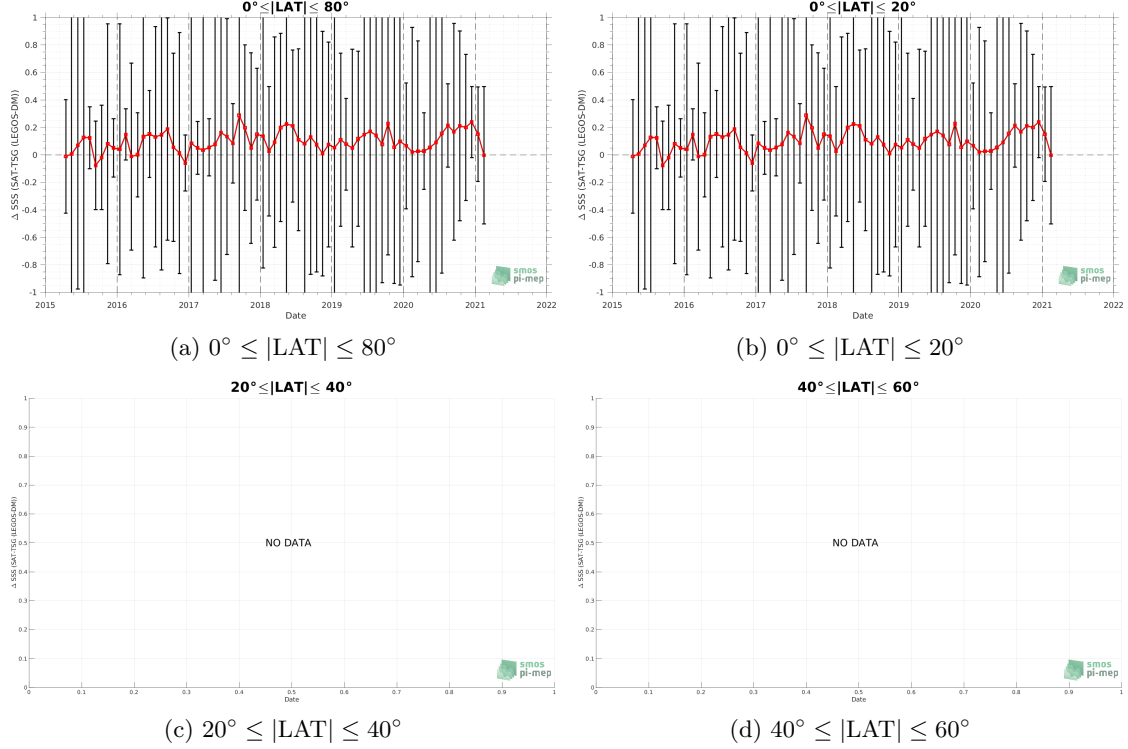 0°≤|LAT|≤ 80°
1
0.8
0.6
0.4
0.2
0
-0.2
-0.4
-0.6
-0.8
-1
Δ SSS (SAT-TSG (LEGOS-DM))
2015 2016 2017 2018 2019 2020 2021 2022
Date
smos
pi-mep
(a) 0° ≤ |LAT| ≤ 80°
0°≤|LAT|≤ 20°
1
0.8
0.6
0.4
0.2
0
-0.2
-0.4
-0.6
-0.8
-1
Δ SSS (SAT-TSG (LEGOS-DM))
2015 2016 2017 2018 2019 2020 2021 2022
Date
smos
pi-mep
(b) 0° ≤ |LAT| ≤ 20°
20°≤|LAT|≤ 40°
1
0.9
0.8
0.7
0.6
0.5
0.4
0.3
0.2
0.1
0
Δ SSS (SAT-TSG (LEGOS-DM))
NO DATA
0 0.1 0.2 0.3 0.4 0.5 0.6 0.7 0.8 0.9 1
Date
smos
pi-mep
(c) 20° ≤ |LAT| ≤ 40°
40°≤|LAT|≤ 60°
1
0.9
0.8
0.7
0.6
0.5
0.4
0.3
0.2
0.1
0
Δ SSS (SAT-TSG (LEGOS-DM))
NO DATA
0 0.1 0.2 0.3 0.4 0.5 0.6 0.7 0.8 0.9 1
Date
smos
pi-mep
(d) 40° ≤ |LAT| ≤ 60°